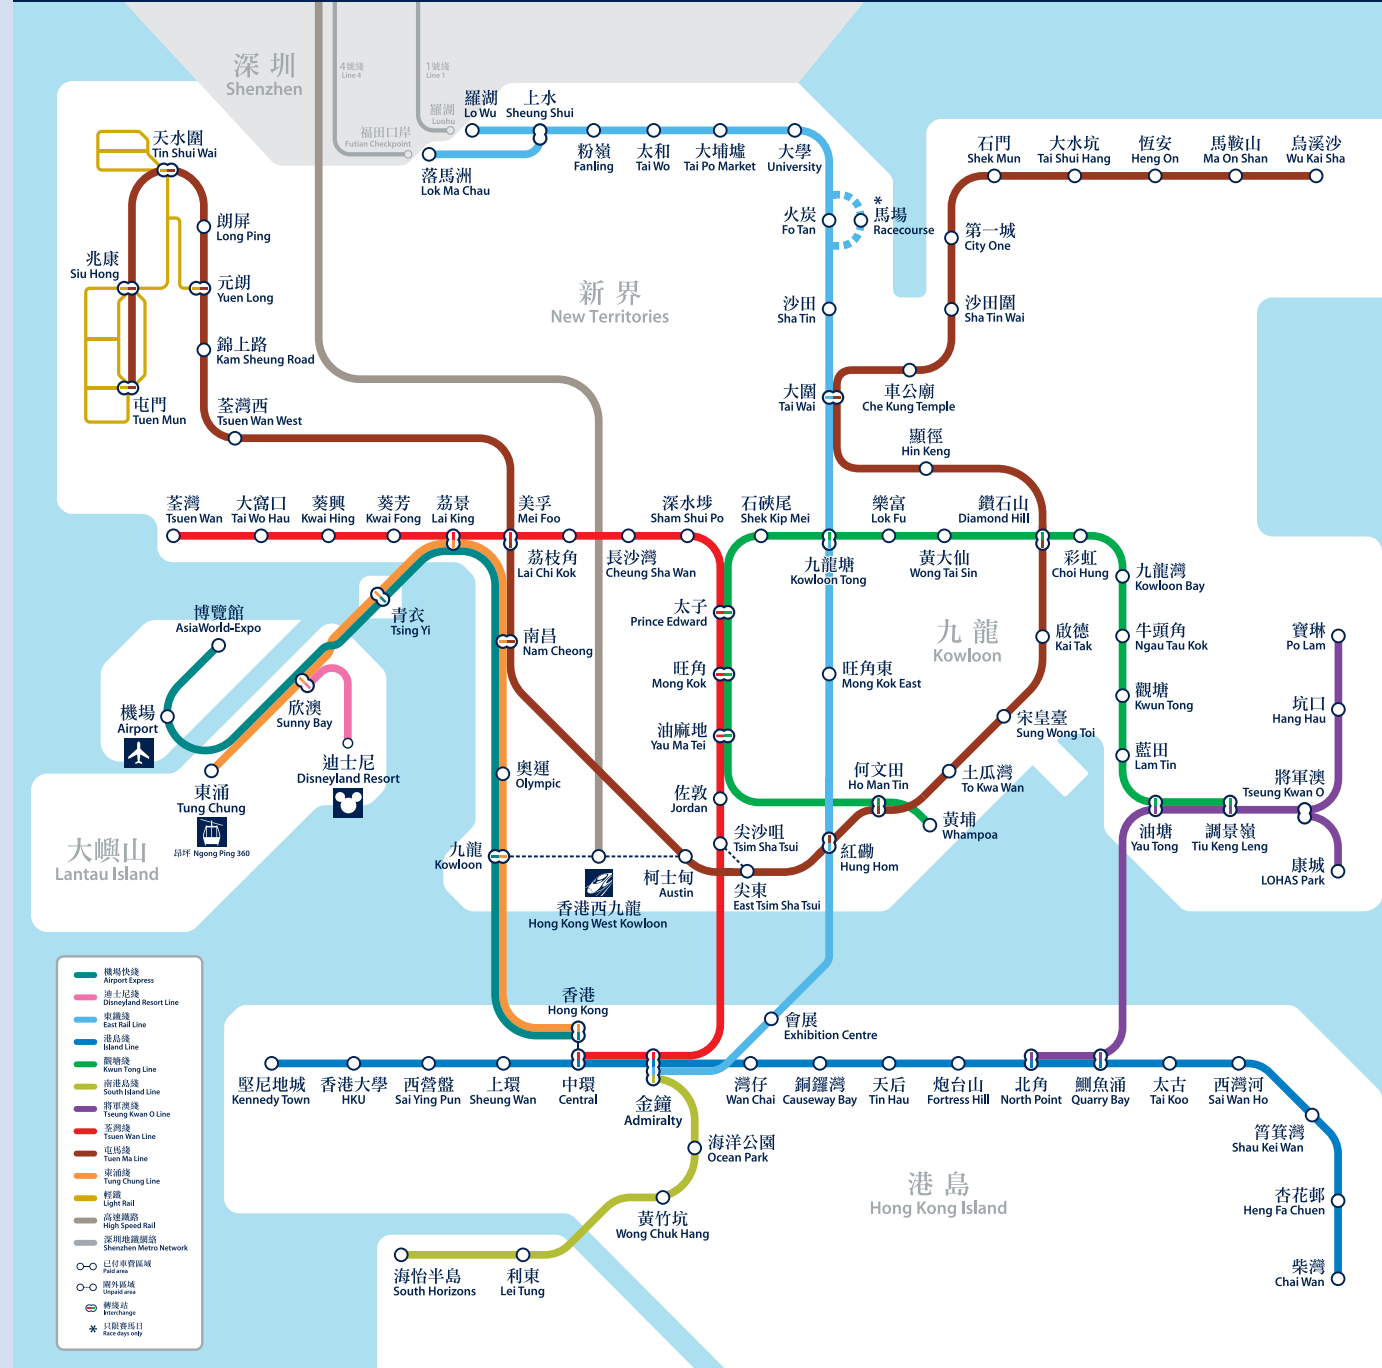 深圳
Shenzhen
4號綫
Line 4
1號綫
Line 1
羅湖
Luohu
福田口岸
Futian Checkpoint
羅湖
Lo Wu
上水
Sheung Shui
落馬洲
Lok Ma Chau
粉嶺
Fanling
太和
Tai Wo
大埔墟
Tai Po Market
大學
University
石門
Shek Mun
大水坑
Tai Shui Hang
恆安
Heng On
馬鞍山
Ma On Shan
烏溪沙
Wu Kai Sha
天水圍
Tin Shui Wai
朗屏
Long Ping
兆康
Siu Hong
元朗
Yuen Long
錦上路
Kam Sheung Road
屯門
Tuen Mun
荃灣西
Tsuen Wan West
火炭
Fo Tan
*
馬場
Racecourse
第一城
City One
新界
New Territories
沙田
Sha Tin
沙田圍
Sha Tin Wai
大圍
Tai Wai
車公廟
Che Kung Temple
顯徑
Hin Keng
荃灣
Tsuen Wan
大窩口
Tai Wo Hau
葵興
Kwai Hing
葵芳
Kwai Fong
茘景
Lai King
美孚
Mei Foo
茘枝角
Lai Chi Kok
長沙灣
Cheung Sha Wan
深水埗
Sham Shui Po
石硤尾
Shek Kip Mei
九龍塘
Kowloon Tong
樂富
Lok Fu
黃大仙
Wong Tai Sin
鑽石山
Diamond Hill
彩虹
Choi Hung
九龍灣
Kowloon Bay
博覽館
AsiaWorld-Expo
青衣
Tsing Yi
南昌
Nam Cheong
太子
Prince Edward
九龍
Kowloon
啟德
Kai Tak
牛頭角
Ngau Tau Kok
寶琳
Po Lam
機場
Airport
欣澳
Sunny Bay
旺角
Mong Kok
旺角東
Mong Kok East
宋皇臺
Sung Wong Toi
觀塘
Kwun Tong
坑口
Hang Hau
東涌
Tung Chung
昂坪 Ngong Ping 360
迪士尼
Disneyland Resort
奧運
Olympic
油麻地
Yau Ma Tei
佐敦
Jordan
何文田
Ho Man Tin
土瓜灣
To Kwa Wan
黃埔
Whampoa
藍田
Lam Tin
將軍澳
Tseung Kwan O
大嶼山
Lantau Island
九龍
Kowloon
香港西九龍
Hong Kong West Kowloon
柯士甸
Austin
尖沙咀
Tsim Sha Tsui
尖東
East Tsim Sha Tsui
紅磡
Hung Hom
油塘
Yau Tong
調景嶺
Tiu Keng Leng
康城
LOHAS Park
香港
Hong Kong
會展
Exhibition Centre
堅尼地城
Kennedy Town
香港大學
HKU
西營盤
Sai Ying Pun
上環
Sheung Wan
中環
Central
金鐘
Admiralty
灣仔
Wan Chai
銅鑼灣
Causeway Bay
天后
Tin Hau
炮台山
Fortress Hill
北角
North Point
鰂魚涌
Quarry Bay
太古
Tai Koo
西灣河
Sai Wan Ho
筲箕灣
Shau Kei Wan
海洋公園
Ocean Park
港島
Hong Kong Island
杏花邨
Heng Fa Chuen
黃竹坑
Wong Chuk Hang
海怡半島
South Horizons
利東
Lei Tung
柴灣
Chai Wan
機場快綫
Airport Express
迪士尼綫
Disneyland Resort Line
東鐵綫
East Rail Line
港島綫
Island Line
觀塘綫
Kwun Tong Line
南港島綫
South Island Line
將軍澳綫
Tseung Kwan O Line
荃灣綫
Tsuen Wan Line
屯馬綫
Tuen Ma Line
東涌綫
Tung Chung Line
輕鐵
Light Rail
高速鐵路
High Speed Rail
深圳地鐵網絡
Shenzhen Metro Network
已付車費區域
Paid area
閘外區域
Unpaid area
轉綫站
Interchange
* 只限賽馬日
Race days only